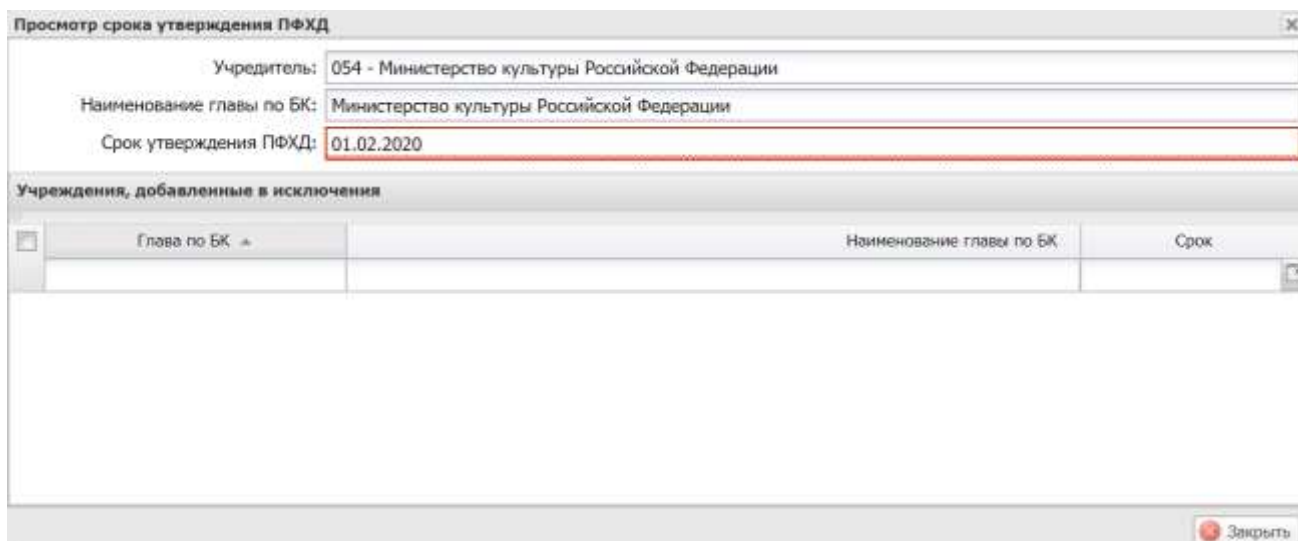 Просмотр срока утверждения ПФХД
Учредитель: 054 - Министерство культуры Российской Федерации
Наименование главы по БК: Министерство культуры Российской Федерации
Срок утверждения ПФХД: 01.02.2020
Учреждения, добавленные в исключения
Глава по БК Наименование главы по БК Срок
Закрыть